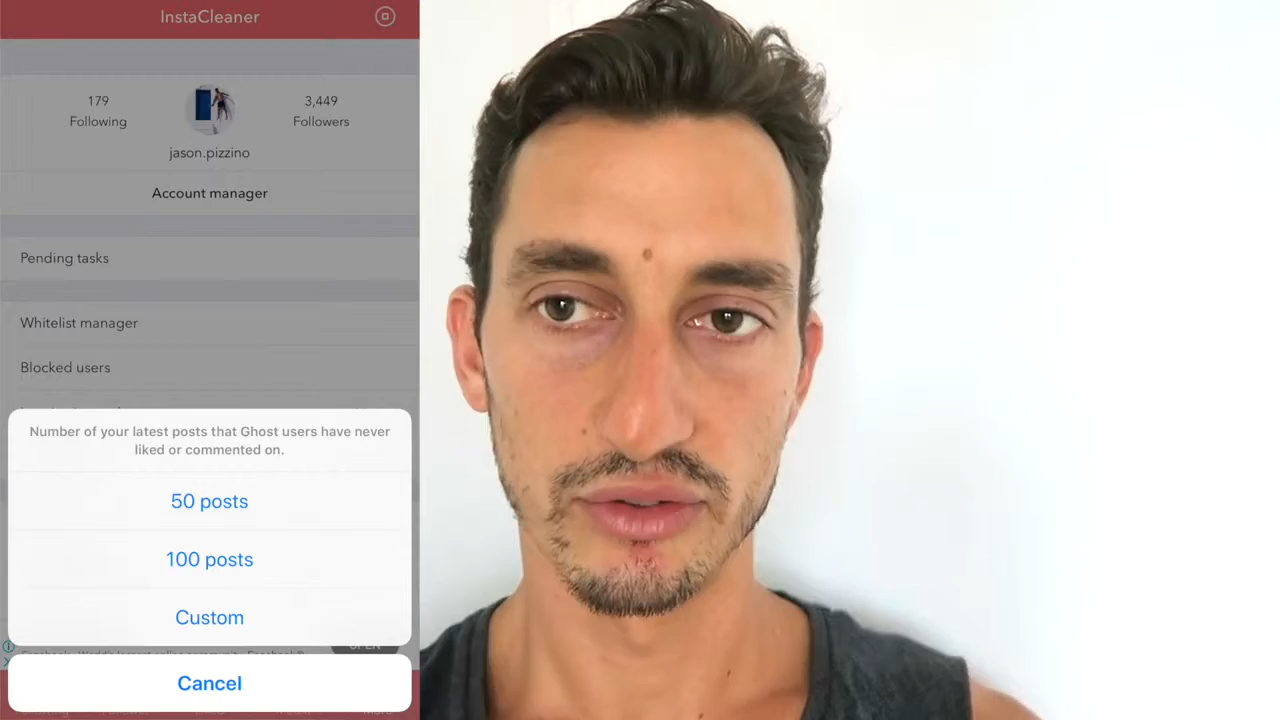 InstaCleaner
179
3,449
Following
Followers
jason.pizzino
Account manager
Pending tasks
Whitelist manager
Blocked users
Number of your latest posts that Ghost users have never
liked or commented on.
50 posts
100 posts
Custom
Cancel